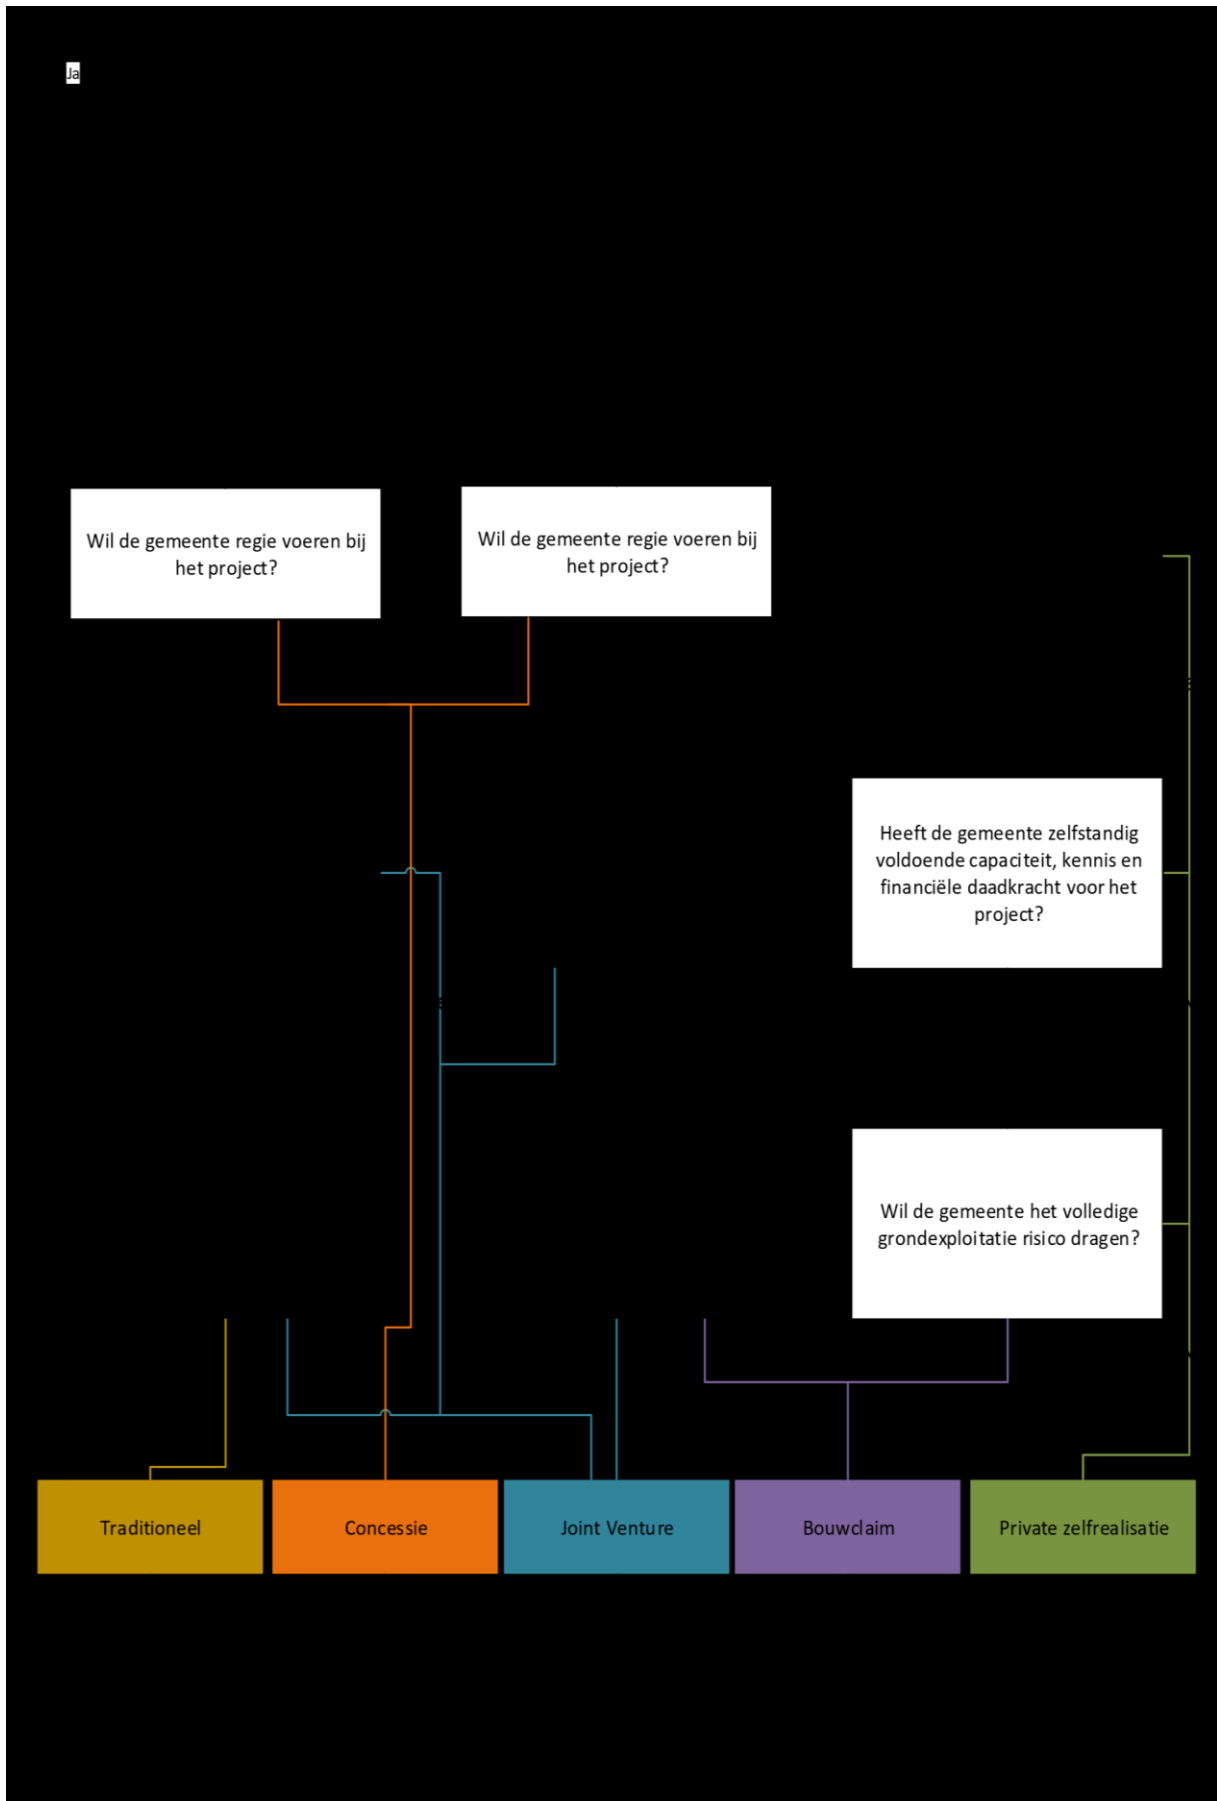 Ja
Wil de gemeente regie voeren bij
het project?
Wil de gemeente regie voeren bij
het project?
Heeft de gemeente zelfstandig
voldoende capaciteit, kennis en
financiële daadkracht voor het
project?
Wil de gemeente het volledige
grondexploitatie risico dragen?
Traditioneel
Concessie
Joint Venture
Bouwclaim
Private zelfrealisatie